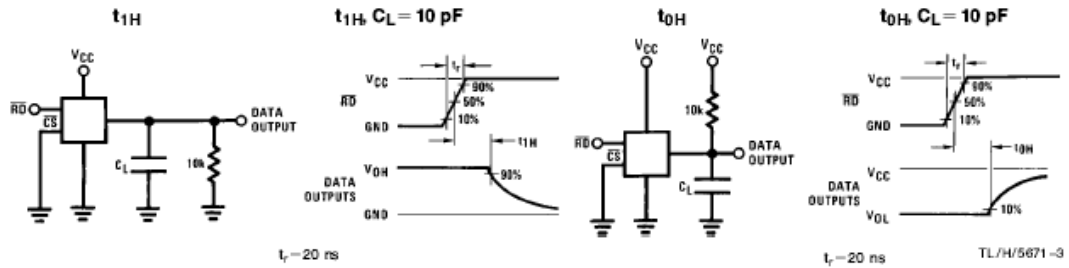 t1H
t1H, CL = 10 pF
t0H
t0H, CL = 10 pF
VCC
RD
CS
DATA OUTPUT
CL
10k
VCC
tr
90%
RD
50%
10%
GND
t1H
VOH
90%
DATA OUTPUTS
GND
tr=20 ns
VCC
VCC
10k
RD
CS
DATA OUTPUT
CL
VCC
tr
90%
RD
50%
10%
GND
t0H
VCC
DATA OUTPUTS
10%
VOL
tr=20 ns
TL/H/5671-3